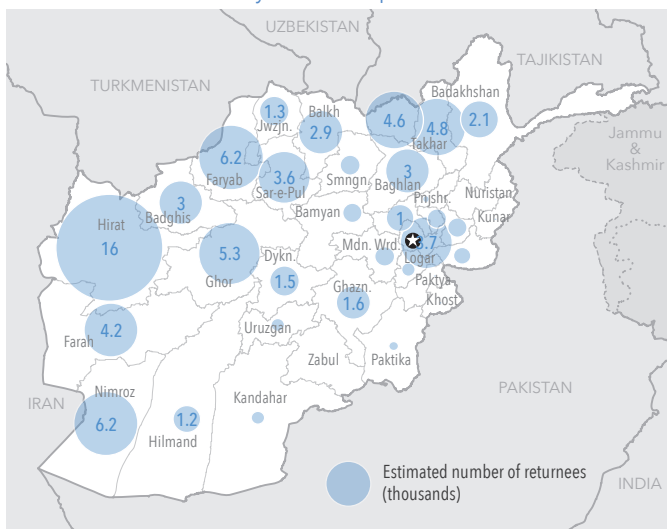 UZBEKISTAN
TAJIKISTAN
TURKMENISTAN
Badakhshan
1.3
Jwzjn.
Balkh
2.9
4.6
4.8
Takhar
2.1
Jammu
&
Kashmir
6.2
Faryab
3.6
Sar-e-Pul
Smngn.
3
Baghlan
Nuristan
Pnjshr.
Kunar
3
Badghis
Bamyan
1
Hirat
16
5.3
Ghor
Dykn.
1.5
Mdn. Wrd.
Logar
Paktya
Khost
Ghazn.
1.6
4.2
Farah
Uruzgan
Zabul
Paktika
IRAN
Nimroz
6.2
1.2
Hilmand
Kandahar
PAKISTAN
INDIA
Estimated number of returnees
(thousands)